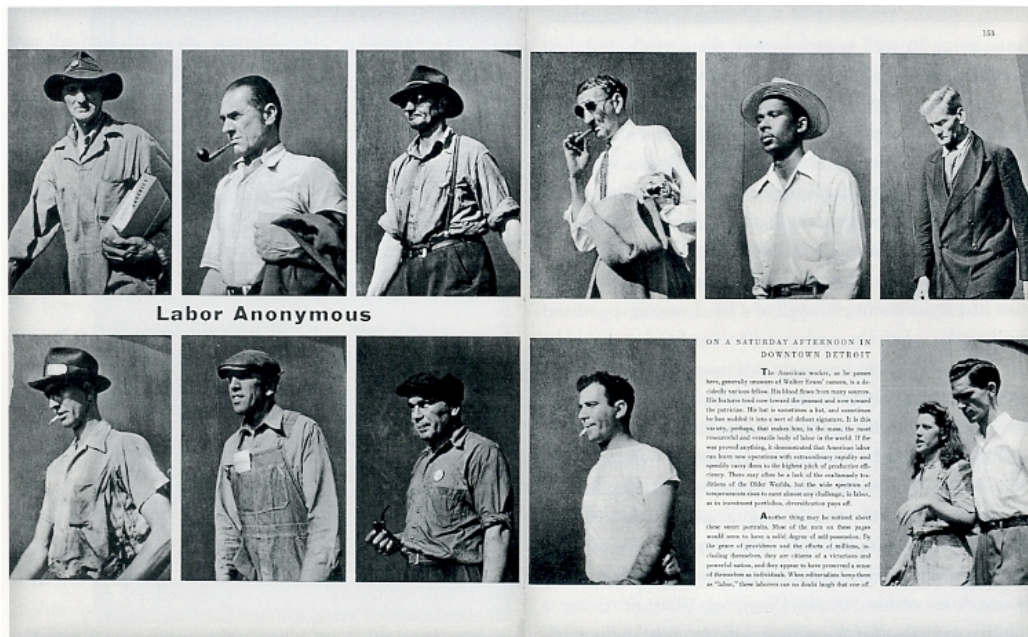 153
Labor Anonymous
ON A SATURDAY AFTERNOON IN
DOWNTOWN DETROIT
The American worker, as he passes
here, generally unaware of Walker Evans' camera, is a de-
cidedly various fellow. His blood flows from many sources.
His features tend now toward the peasant and now toward
the patrician. His hat is sometimes a hat, and sometimes
he has molded it into a sort of defiant signature. It is this
variety, perhaps, that makes him, in the mass, the most
resourceful and versatile body of labor in the world. If the
war proved anything, it demonstrated that American labor
can learn new operations with extraordinary rapidity and
speedily carry them to the highest pitch of productive effi-
ciency. There may often be a lack of the craftsmanly tra-
ditions of the Older Worlds, but the wide spectrum of
temperaments rises to meet almost any challenge; in labor,
as in investment portfolios, diversification pays off.
Another thing may be noticed about
these street portraits. Most of the men on these pages
would seem to have a solid degree of self-possession. By
the grace of providence and the efforts of millions, in-
cluding themselves, they are citizens of a victorious and
powerful nation, and they appear to have preserved a sense
of themselves as individuals. When editorialists lump them
as "labor," these laborers can no doubt laugh that one off.